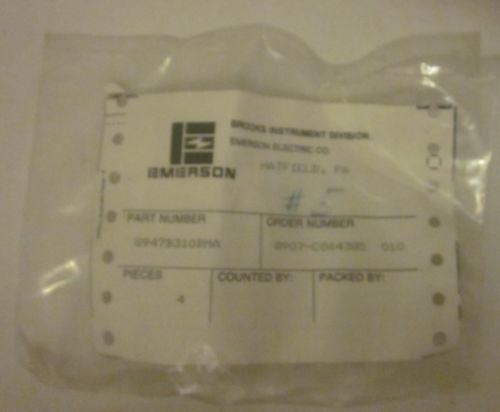 BROOKS INSTRUMENT DIVISION
EMERSON ELECTRIC CO.
EMERSON
HATFIELD, PA
PART NUMBER
ORDER NUMBER
PIECES
COUNTED BY:
PACKED BY:
4